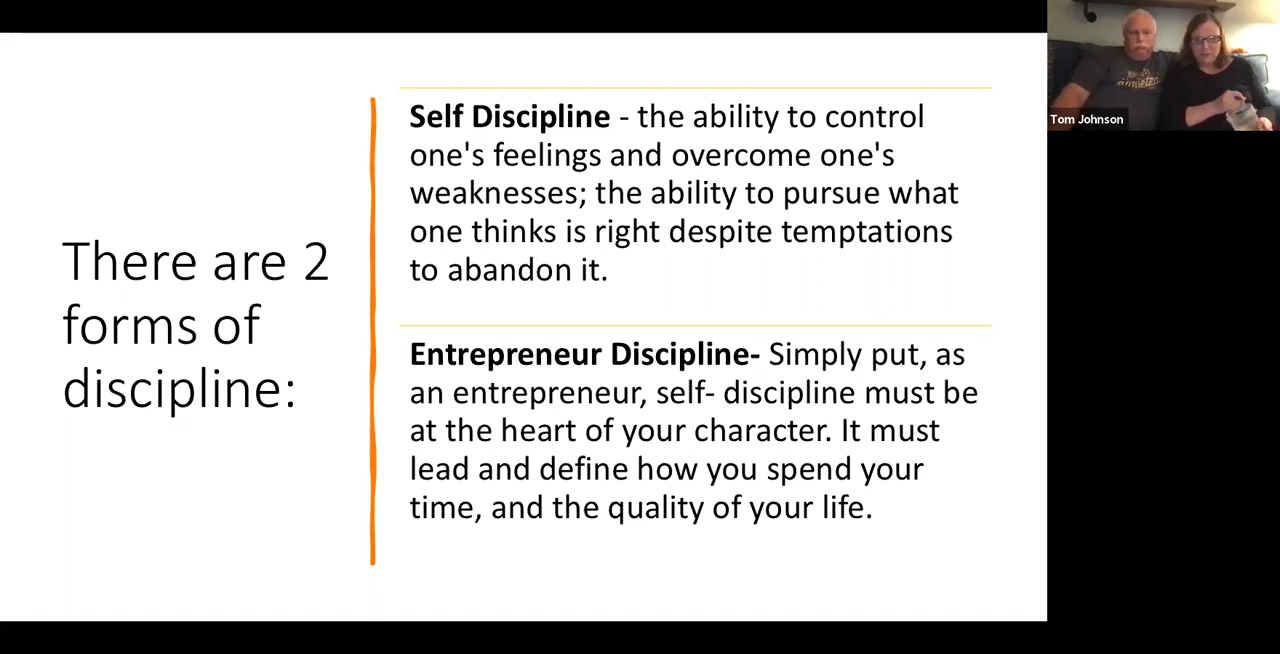 There are 2
forms of
discipline:
Self Discipline - the ability to control
one's feelings and overcome one's
weaknesses; the ability to pursue what
one thinks is right despite temptations
to abandon it.
Entrepreneur Discipline- Simply put, as
an entrepreneur, self- discipline must be
at the heart of your character. It must
lead and define how you spend your
time, and the quality of your life.
Tom Johnson